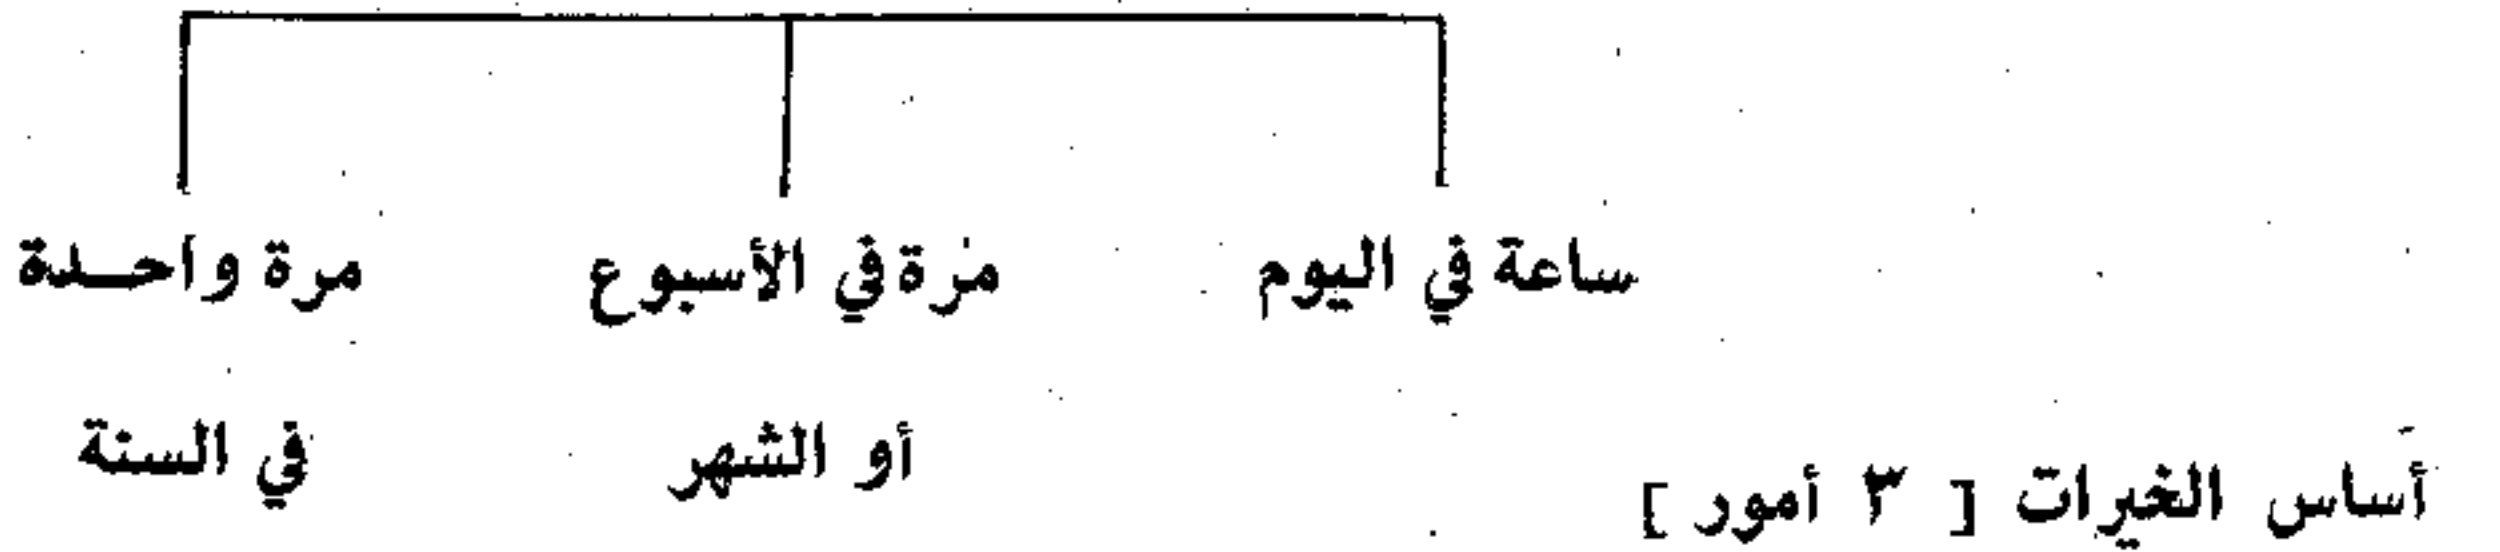 ساعة في اليوم مرة في الأسبوع مرة واحدة
أو الشهر في السنة
أساس الخيرات [ ٣ أمور ]